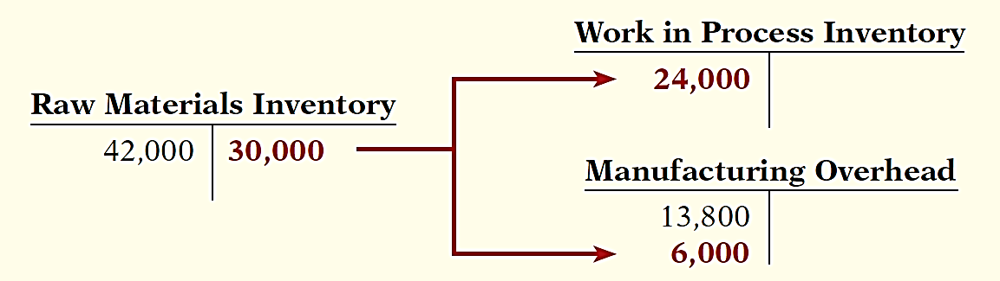 Work in Process Inventory
24,000
Raw Materials Inventory
42,000 30,000
Manufacturing Overhead
13,800
6,000